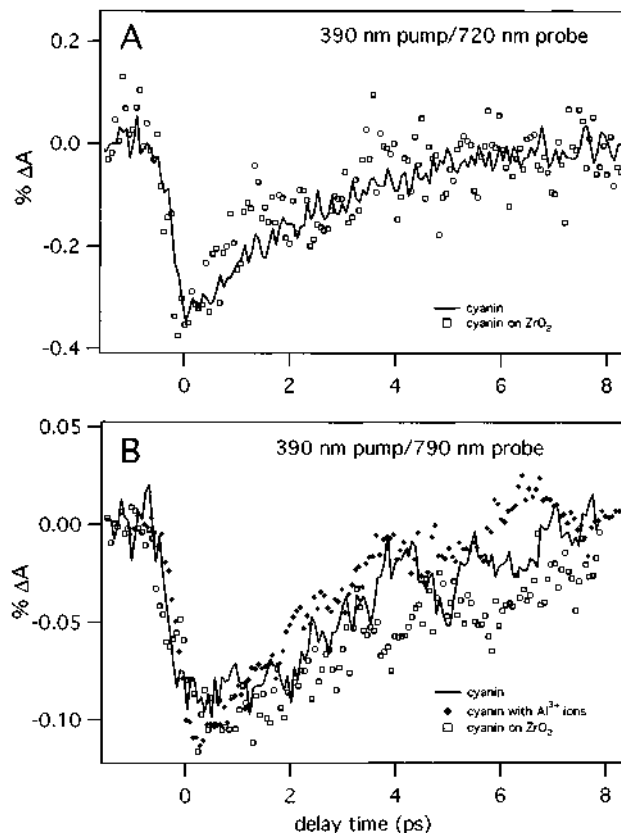 A
390 nm pump/720 nm probe
0.2
0.0
-0.2
-0.4
% ΔA
cyanin
cyanin on ZrO₂
0 2 4 6 8
B
390 nm pump/790 nm probe
0.05
0.00
-0.05
-0.10
% ΔA
cyanin
cyanin with Al³⁺ ions
cyanin on ZrO₂
0 2 4 6 8
delay time (ps)